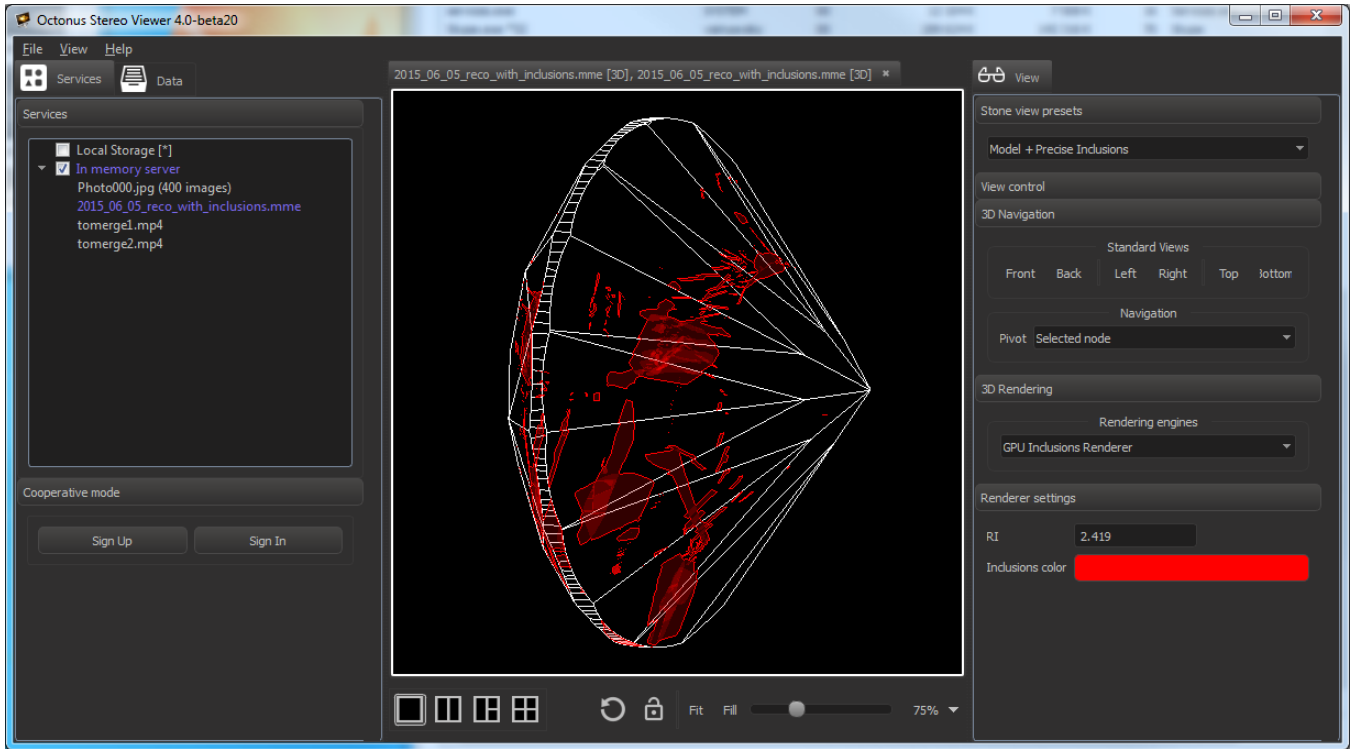 Octonus Stereo Viewer 4.0-beta20
File View Help
Services Data
Services
Local Storage [*]
In memory server
Photo000.jpg (400 images)
2015_06_05_reco_with_inclusions.mme
tomerge1.mp4
tomerge2.mp4
Cooperative mode
Sign Up Sign In
2015_06_05_reco_with_inclusions.mme [3D], 2015_06_05_reco_with_inclusions.mme [3D]
Fit Fill 75%
View
Stone view presets
Model + Precise Inclusions
View control
3D Navigation
Standard Views
Front Back Left Right Top
Navigation
Pivot Selected node
3D Rendering
Rendering engines
GPU Inclusions Renderer
Renderer settings
RI 2.419
Inclusions color